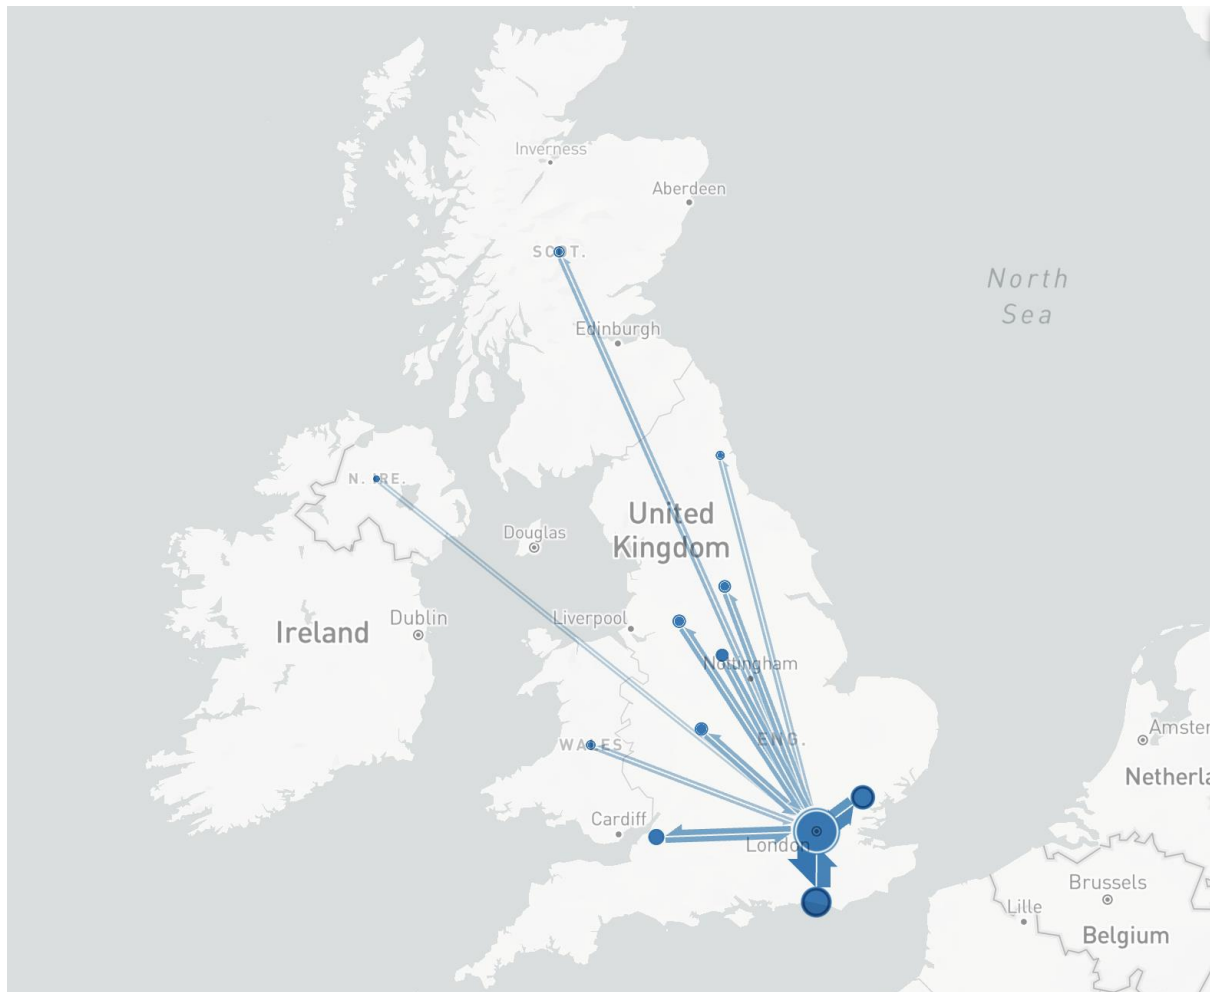 Inverness
Aberdeen
SCOT.
North
Sea
Edinburgh
N. IRE.
United
Kingdom
Douglas
Dublin
Liverpool
Ireland
Nottingham
ENG.
WALES
Amster
Netherla
Cardiff
London
Brussels
Lille
Belgium